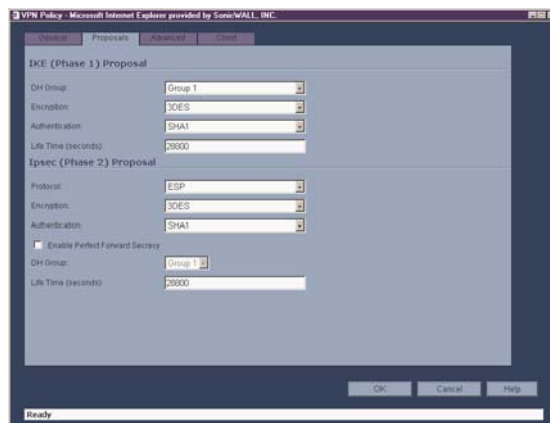 VPN Policy - Microsoft Internet Explorer provided by SonicWALL, INC.
General Proposals Advanced Client
IKE (Phase 1) Proposal
DH Group: Group 1
Encryption: 3DES
Authentication: SHA1
Life Time (seconds) 28800
Ipsec (Phase 2) Proposal
Protocol: ESP
Encryption: 3DES
Authentication: SHA1
Enable Perfect Forward Secrecy
DH Group: Group 1
Life Time (seconds) 28800
OK Cancel Help
Ready